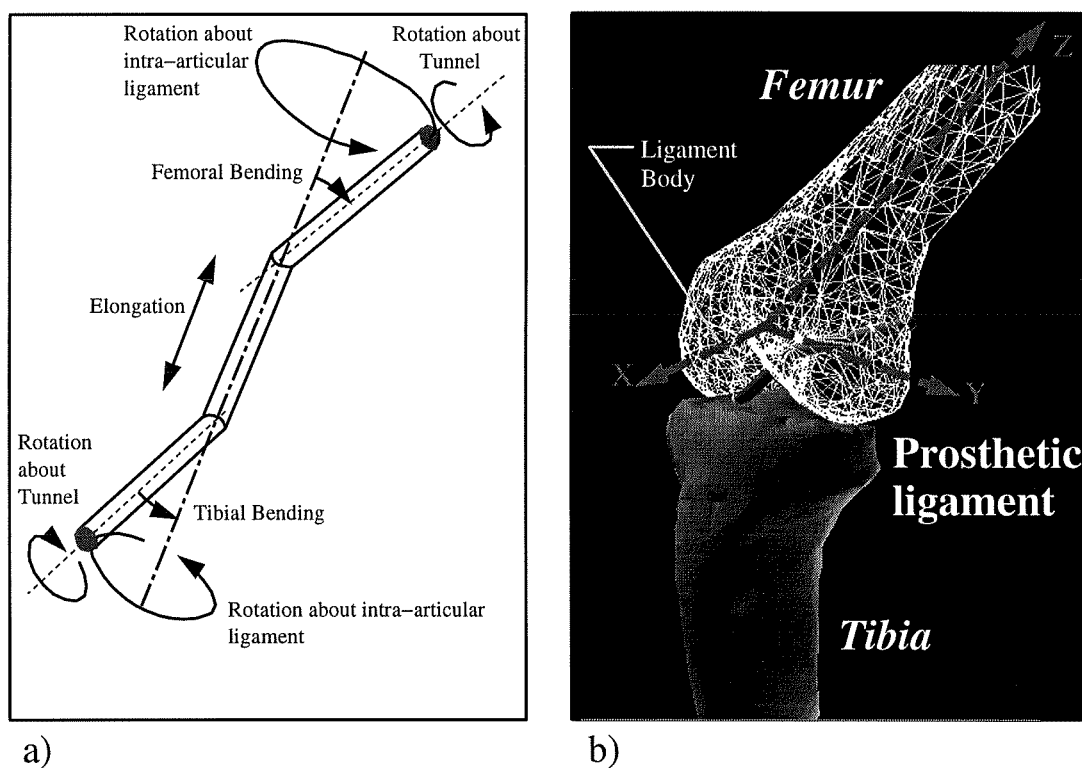 Rotation about
intra−articular
ligament
Rotation about
Tunnel
Femoral Bending
Elongation
Rotation
about
Tunnel
Tibial Bending
Rotation about intra−articular
ligament
a)
Z
Femur
Ligament
Body
X
Y
Prosthetic
ligament
Tibia
b)